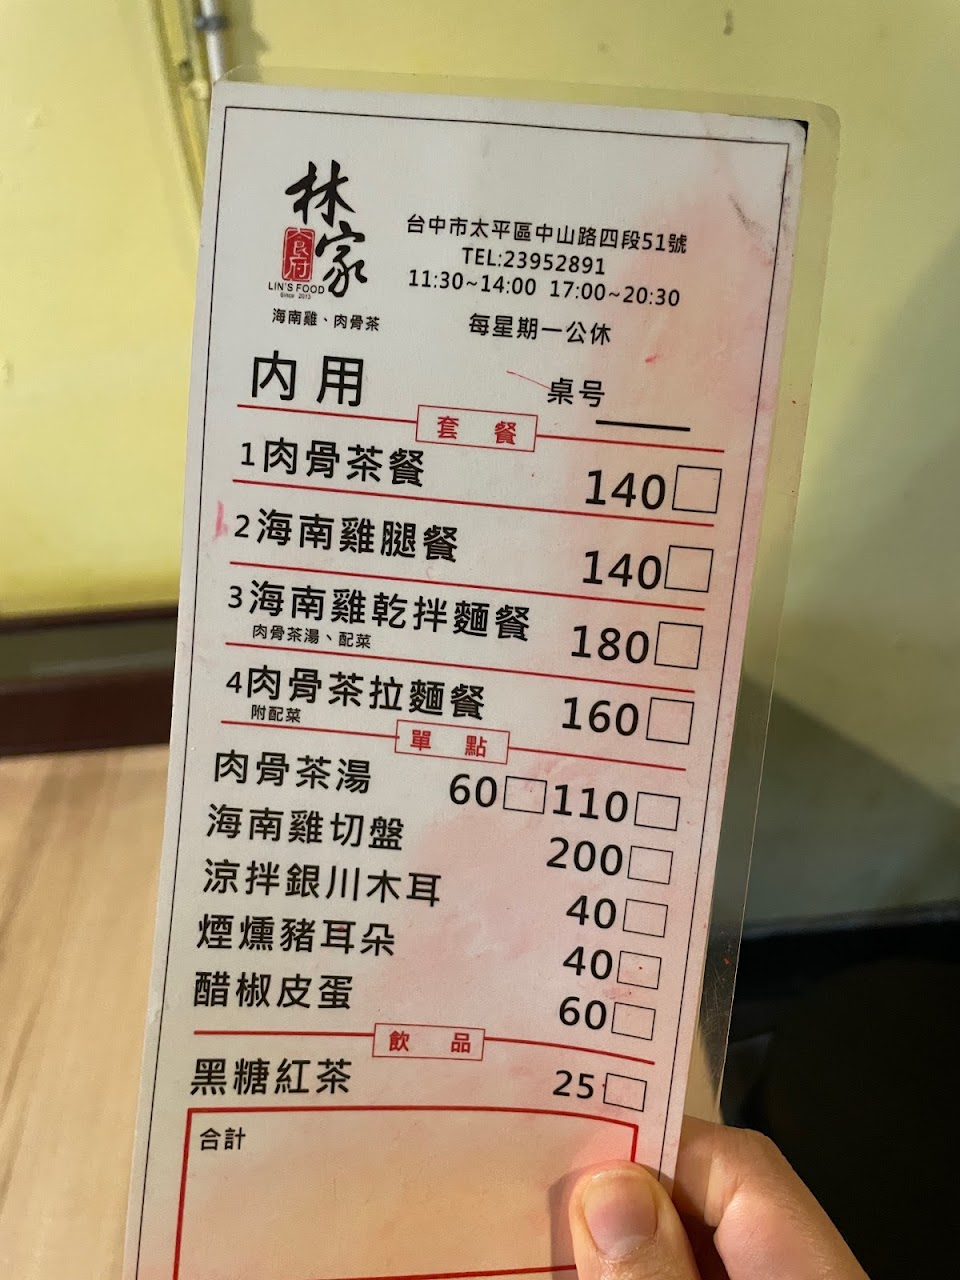 林家
食府
LIN'S FOOD
Since 2013
海南雞、肉骨茶
台中市太平區中山路四段51號
TEL:23952891
11:30~14:00 17:00~20:30
每星期一公休
內用
桌号
套餐
1肉骨茶餐 140
2海南雞腿餐 140
3海南雞乾拌麵餐 180
肉骨茶湯、配菜
4肉骨茶拉麵餐 160
附配菜
單點
肉骨茶湯 60 110
海南雞切盤 200
涼拌銀川木耳 40
煙燻豬耳朵 40
醋椒皮蛋 60
飲品
黑糖紅茶 25
合計